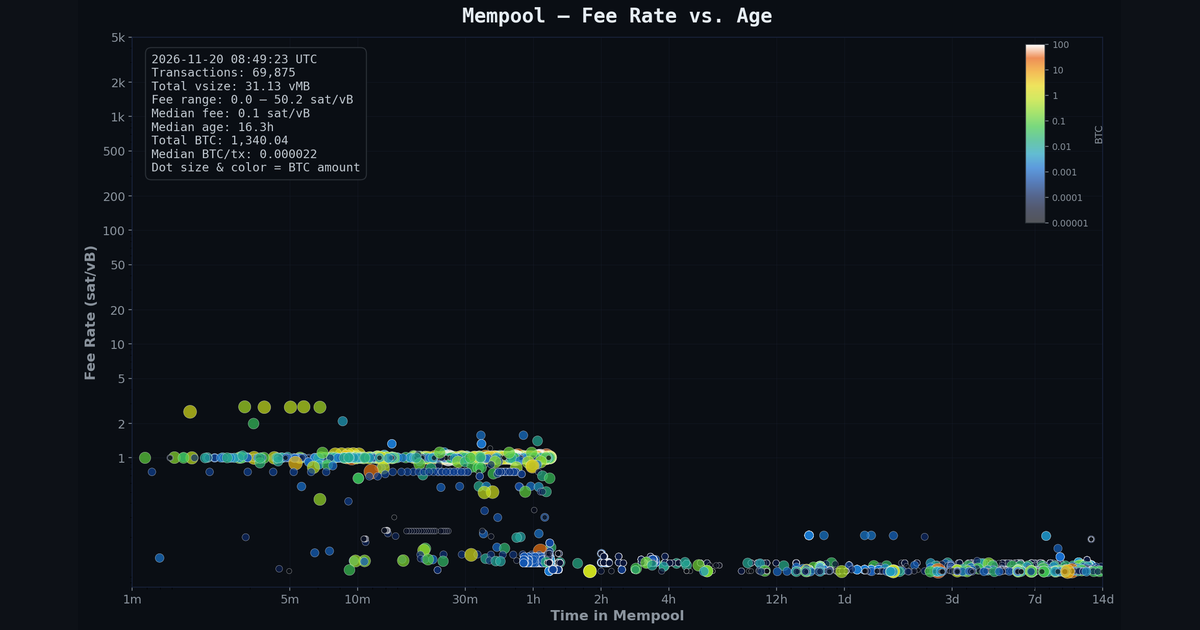 Mempool — Fee Rate vs. Age
2026-11-20 08:49:23 UTC
Transactions: 69,875
Total vsize: 31.13 vMB
Fee range: 0.0 — 50.2 sat/vB
Median fee: 0.1 sat/vB
Median age: 16.3h
Total BTC: 1,340.04
Median BTC/tx: 0.000022
Dot size & color = BTC amount
100
10
1
0.1
0.01
0.001
0.0001
0.00001
BTC
5k
2k
1k
500
200
100
50
20
10
5
2
1
Fee Rate (sat/vB)
1m
5m
10m
30m
1h
2h
4h
12h
1d
3d
7d
14d
Time in Mempool